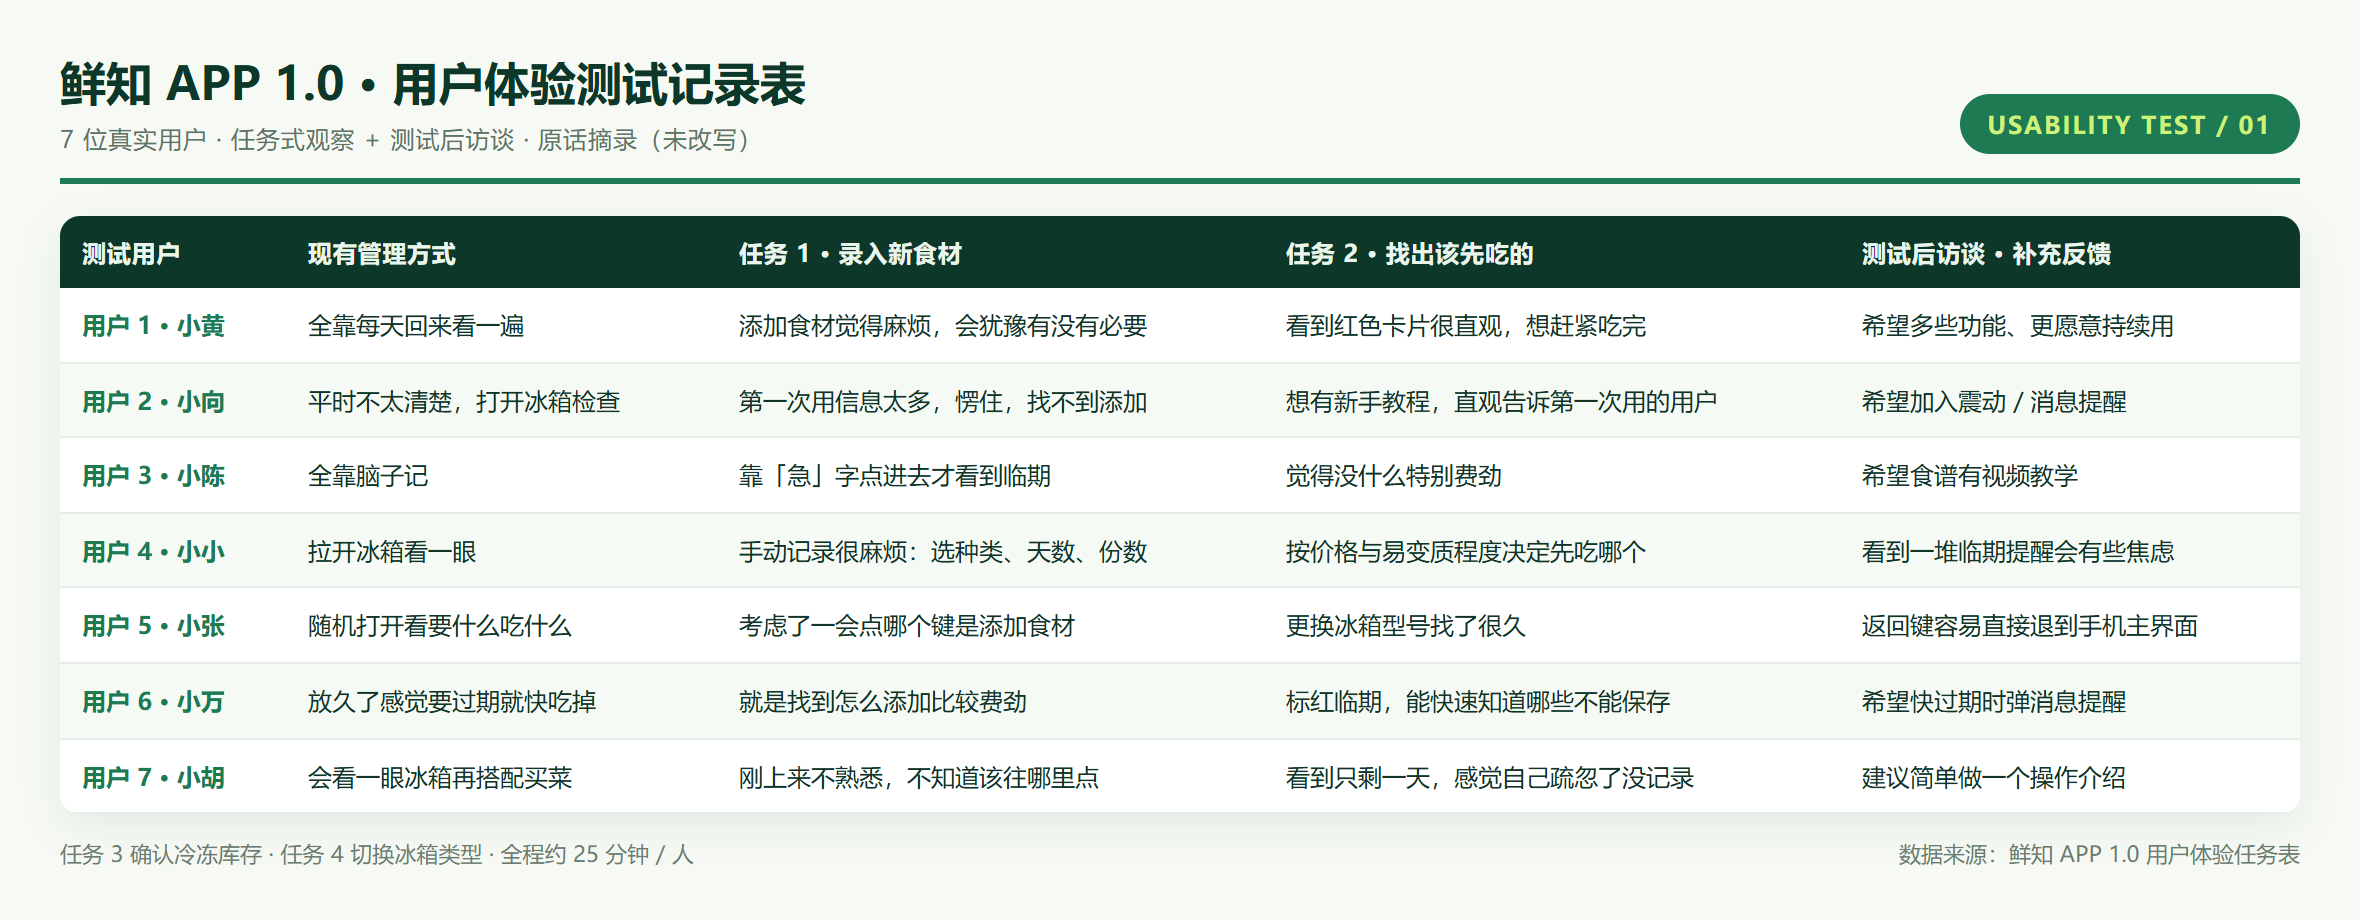 鲜知 APP 1.0 • 用户体验测试记录表
7 位真实用户 · 任务式观察 + 测试后访谈 · 原话摘录（未改写）
USABILITY TEST / 01
测试用户 现有管理方式 任务 1 • 录入新食材 任务 2 • 找出该先吃的 测试后访谈 • 补充反馈
用户 1 • 小黄 全靠每天回来看一遍 添加食材觉得麻烦，会犹豫有没有必要 看到红色卡片很直观，想赶紧吃完 希望多些功能、更愿意持续用
用户 2 • 小向 平时不太清楚，打开冰箱检查 第一次用信息太多，愣住，找不到添加 想有新手教程，直观告诉第一次用的用户 希望加入震动 / 消息提醒
用户 3 • 小陈 全靠脑子记 靠「急」字点进去才看到临期 觉得没什么特别费劲 希望食谱有视频教学
用户 4 • 小小 拉开冰箱看一眼 手动记录很麻烦：选种类、天数、份数 按价格与易变质程度决定先吃哪个 看到一堆临期提醒会有些焦虑
用户 5 • 小张 随机打开看要什么吃什么 考虑了一会点哪个键是添加食材 更换冰箱型号找了很久 返回键容易直接退到手机主界面
用户 6 • 小万 放久了感觉要过期就快吃掉 就是找到怎么添加比较费劲 标红临期，能快速知道哪些不能保存 希望快过期时弹消息提醒
用户 7 • 小胡 会看一眼冰箱再搭配买菜 刚上来不熟悉，不知道该往哪里点 看到只剩一天，感觉自己疏忽了没记录 建议简单做一个操作介绍
任务 3 确认冷冻库存 · 任务 4 切换冰箱类型 · 全程约 25 分钟 / 人
数据来源：鲜知 APP 1.0 用户体验任务表